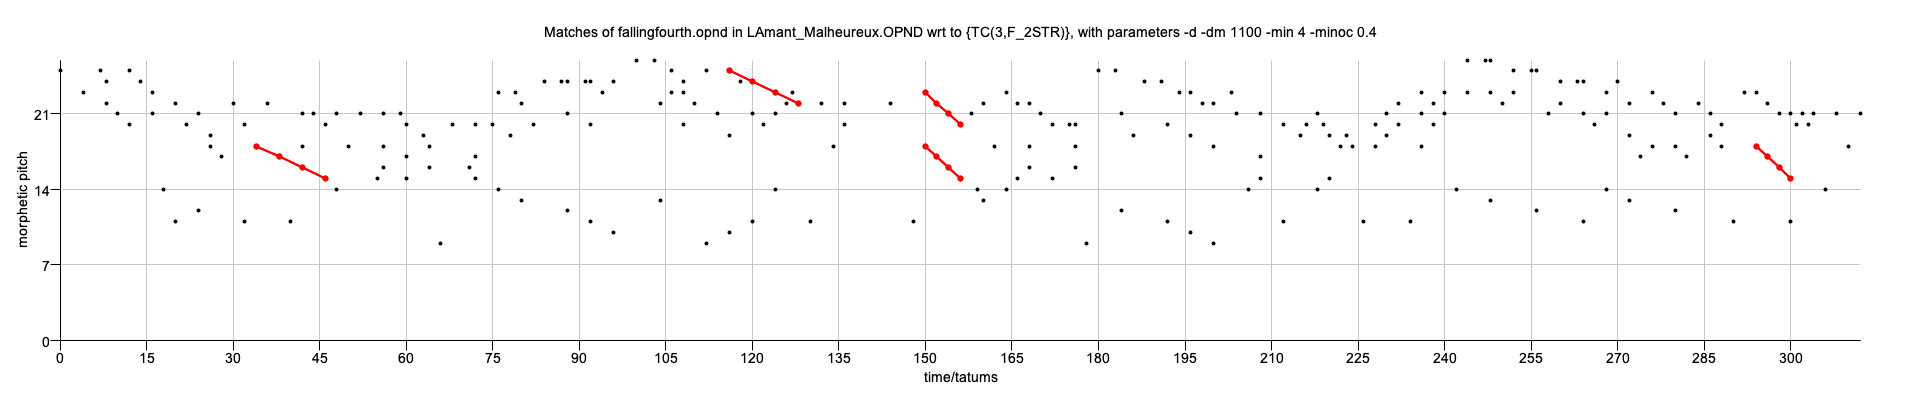 Matches of fallingfourth.opnd in LAmant_Malheureux.OPND wrt to {TC(3,F_2STR)}, with parameters -d -dm 1100 -min 4 -minoc 0.4
21
14
7
0
morphetic pitch
0 15 30 45 60 75 90 105 120 135 150 165 180 195 210 225 240 255 270 285 300
time/tatums